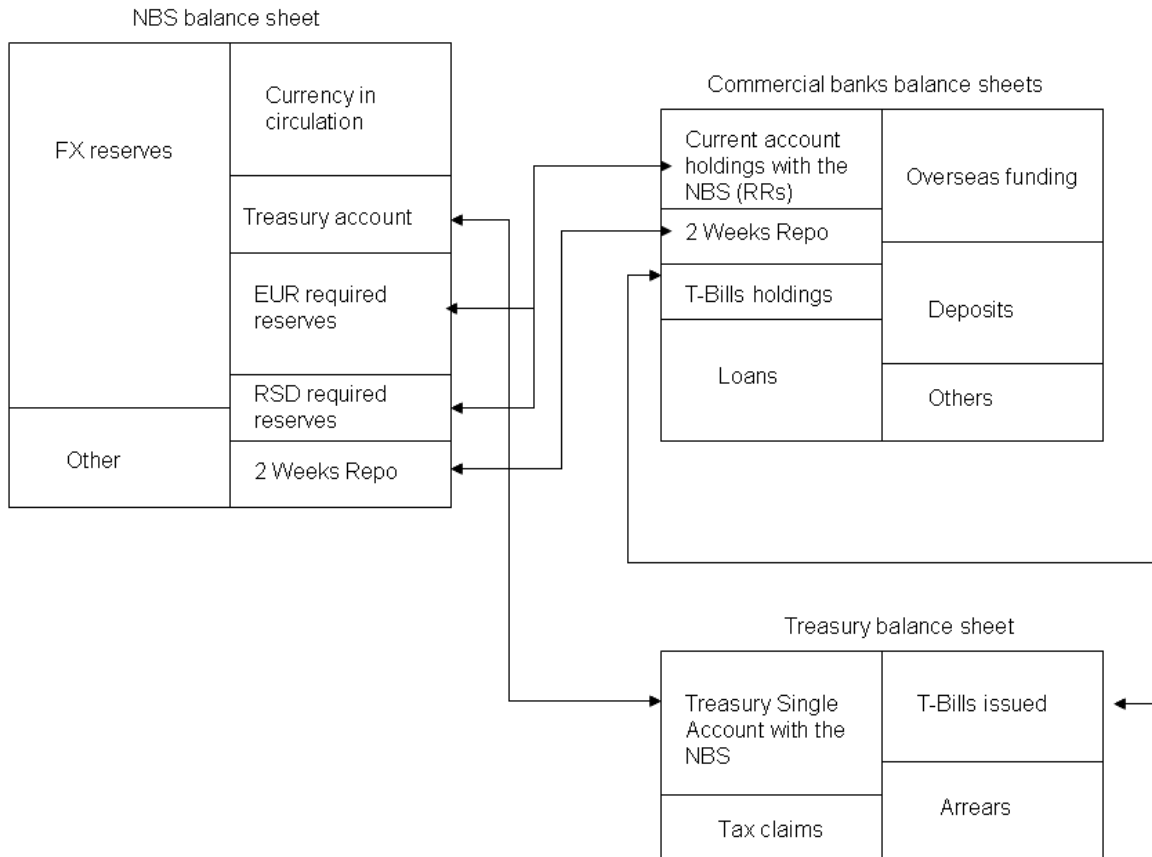 NBS balance sheet
FX reserves
Other
Currency in
circulation
Treasury account
EUR required
reserves
RSD required
reserves
2 Weeks Repo
Commercial banks balance sheets
Current account
holdings with the
NBS (RRs)
2 Weeks Repo
T-Bills holdings
Loans
Overseas funding
Deposits
Others
Treasury balance sheet
Treasury Single
Account with the
NBS
Tax claims
T-Bills issued
Arrears